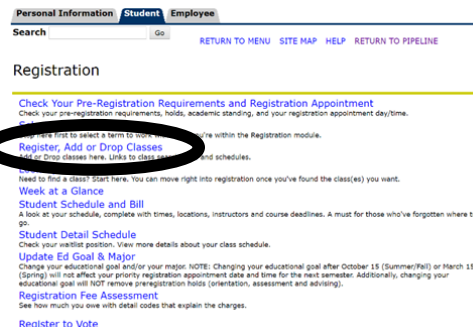 Personal Information Student Employee
Search Go
RETURN TO MENU SITE MAP HELP RETURN TO PIPELINE
Registration
Check Your Pre-Registration Requirements and Registration Appointment
Check your pre-registration requirements, holds, academic standing, and your registration appointment day/time.
here first to select a term to work you're within the Registration module.
Register, Add or Drop Classes
Add or Drop classes here. Links to class and schedules.
Need to find a class? Start here. You can move right into registration once you've found the class(es) you want.
Week at a Glance
Student Schedule and Bill
A look at your schedule, complete with times, locations, instructors and course deadlines. A must for those who've forgotten where to
go.
Student Detail Schedule
Check your waitlist position. View more details about your class schedule.
Update Ed Goal & Major
Change your educational goal and/or your major. NOTE: Changing your educational goal after October 15 (Summer/Fall) or March 15
(Spring) will not affect your priority registration appointment date and time for the next semester. Additionally, changing your
educational goal will NOT remove preregistration holds (orientation, assessment and advising).
Registration Fee Assessment
See how much you owe with detail codes that explain the charges.
Register to Vote